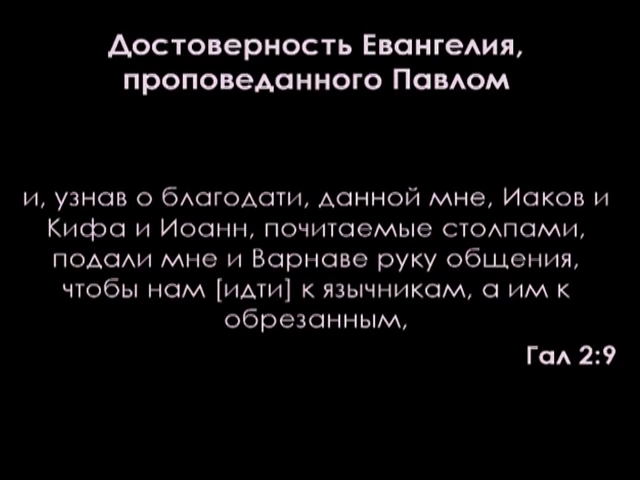 Достоверность Евангелия,
проповеданного Павлом
и, узнав о благодати, данной мне, Иаков и
Кифа и Иоанн, почитаемые столпами,
подали мне и Варнаве руку общения,
чтобы нам [идти] к язычникам, а им к
обрезанным,
Гал 2:9